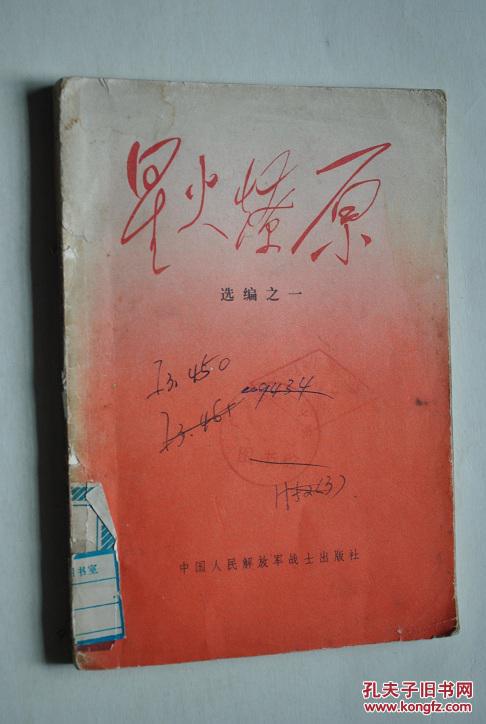 星火燎原
选编之一
I3.450
I3.461
09434
中国人民解放军战士出版社
书室
孔夫子旧书网
www.kongfz.com